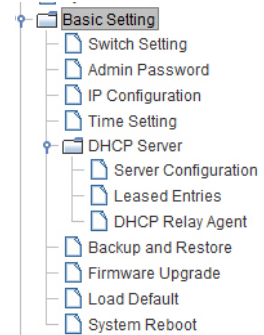 Basic Setting
Switch Setting
Admin Password
IP Configuration
Time Setting
DHCP Server
Server Configuration
Leased Entries
DHCP Relay Agent
Backup and Restore
Firmware Upgrade
Load Default
System Reboot